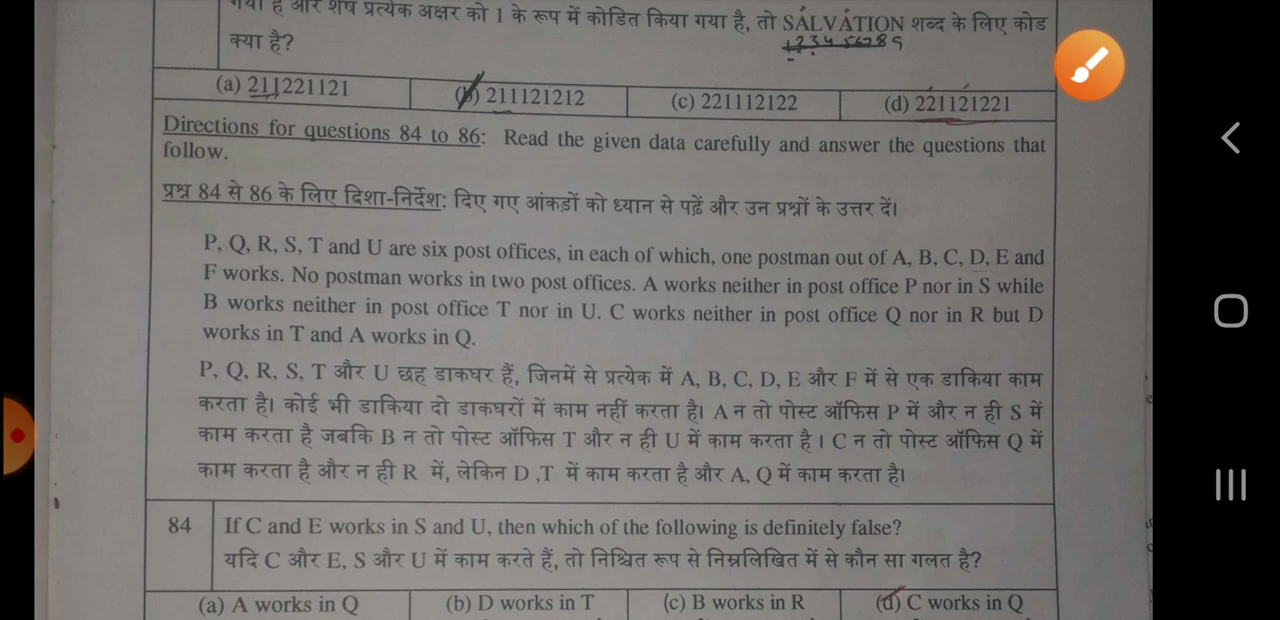 गया है और शेष प्रत्येक अक्षर को 1 के रूप में कोडित किया गया है, तो SALVATION शब्द के लिए कोड
क्या है?
123456789
(a) 211221121 (b) 211121212 (c) 221112122 (d) 221121221
Directions for questions 84 to 86: Read the given data carefully and answer the questions that
follow.
प्रश्न 84 से 86 के लिए दिशा-निर्देश: दिए गए आंकड़ों को ध्यान से पढ़ें और उन प्रश्नों के उत्तर दें।
P, Q, R, S, T and U are six post offices, in each of which, one postman out of A, B, C, D, E and
F works. No postman works in two post offices. A works neither in post office P nor in S while
B works neither in post office T nor in U. C works neither in post office Q nor in R but D
works in T and A works in Q.
P, Q, R, S, T और U छह डाकघर हैं, जिनमें से प्रत्येक में A, B, C, D, E और F में से एक डाकिया काम
करता है। कोई भी डाकिया दो डाकघरों में काम नहीं करता है। A न तो पोस्ट ऑफिस P में और न ही S में
काम करता है जबकि B न तो पोस्ट ऑफिस T और न ही U में काम करता है । C न तो पोस्ट ऑफिस Q में
काम करता है और न ही R में, लेकिन D ,T में काम करता है और A, Q में काम करता है।
84 If C and E works in S and U, then which of the following is definitely false?
यदि C और E, S और U में काम करते हैं, तो निश्चित रूप से निम्नलिखित में से कौन सा गलत है?
(a) A works in Q (b) D works in T (c) B works in R (d) C works in Q